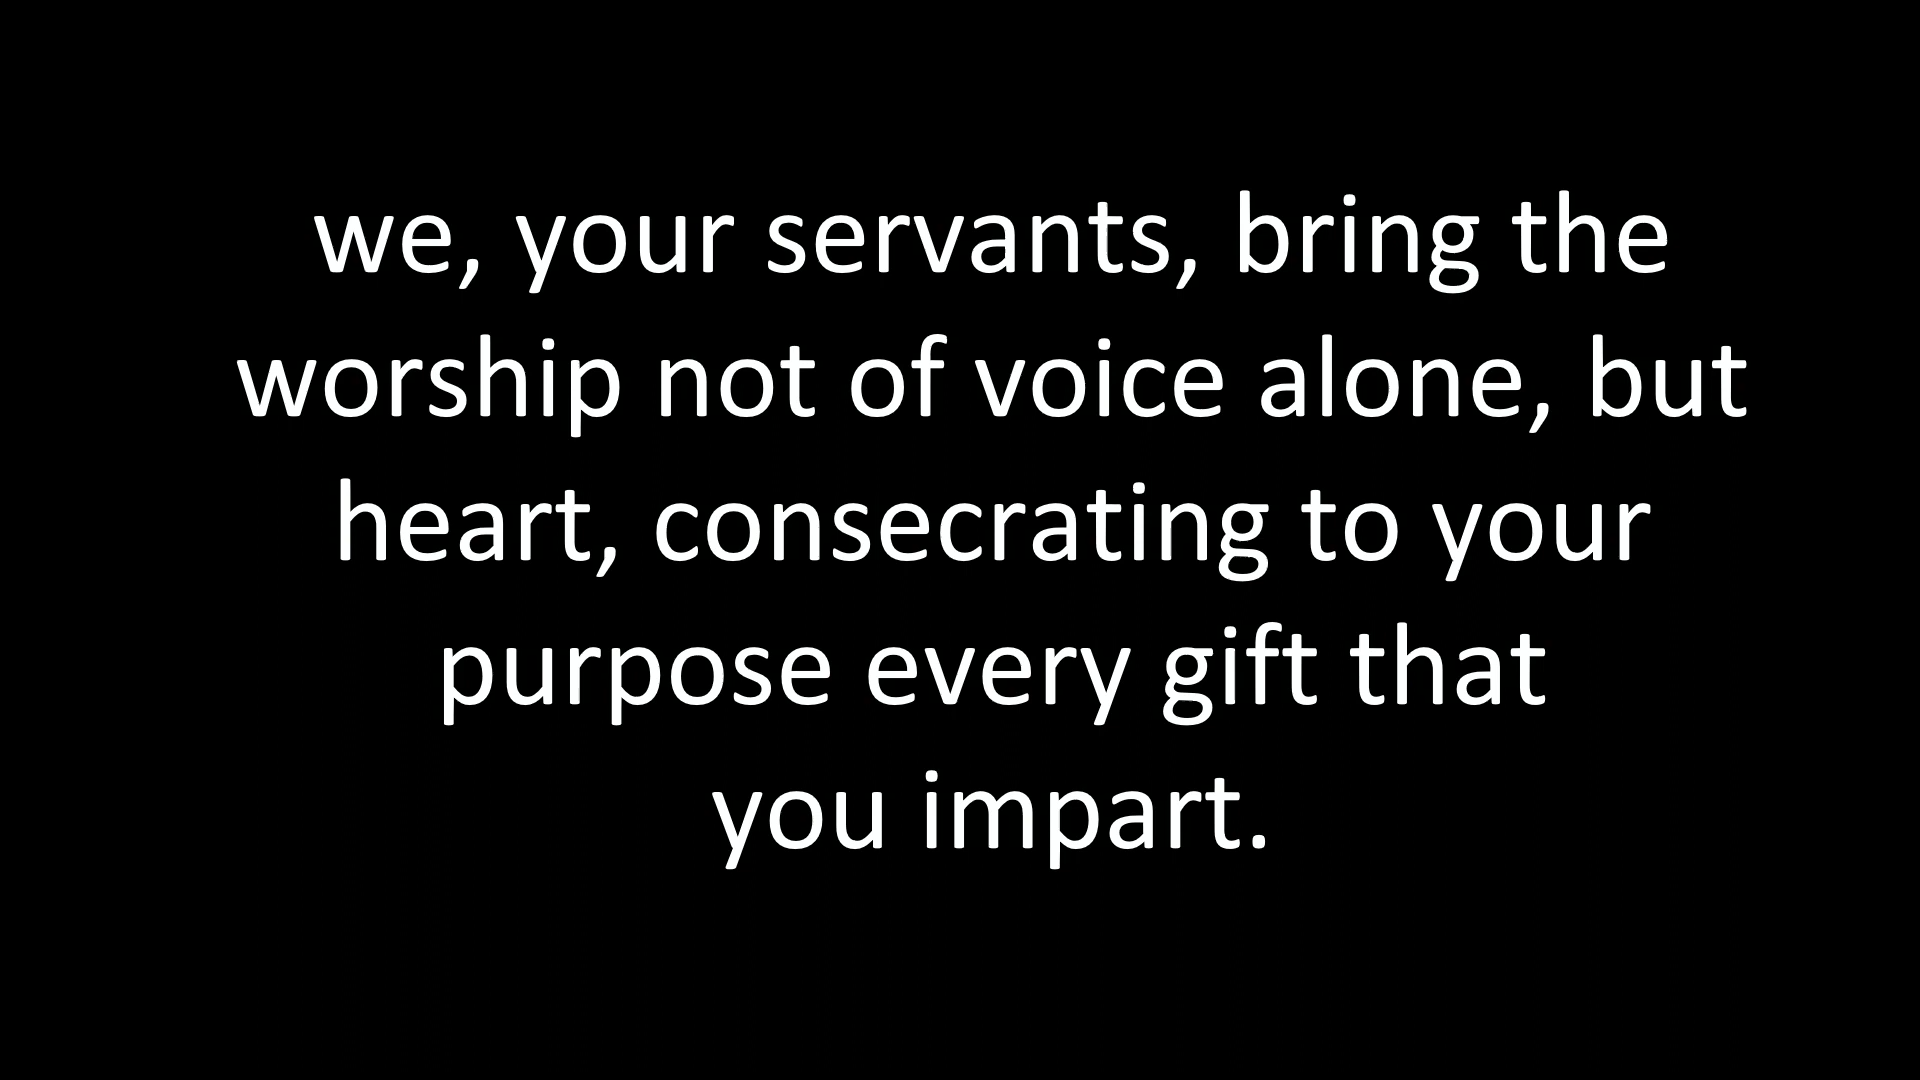 we, your servants, bring the
worship not of voice alone, but
heart, consecrating to your
purpose every gift that
you impart.